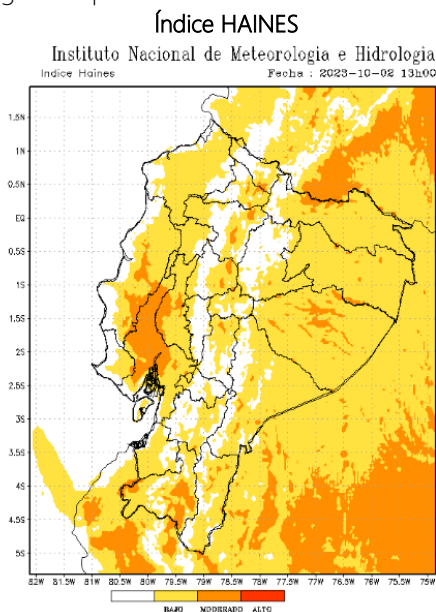 Índice HAINES
Instituto Nacional de Meteorologia e Hidrologia
Indice Haines Fecha : 2023-10-02 13h00
1.5N
1N
0.5N
EQ
0.5S
1S
1.5S
2S
2.5S
3S
3.5S
4S
4.5S
5S
82W 81.5W 81W 80.5W 80W 79.5W 79W 78.5W 78W 77.5W 77W 76.5W 76W 75.5W 75W
BAJO MODERADO ALTO